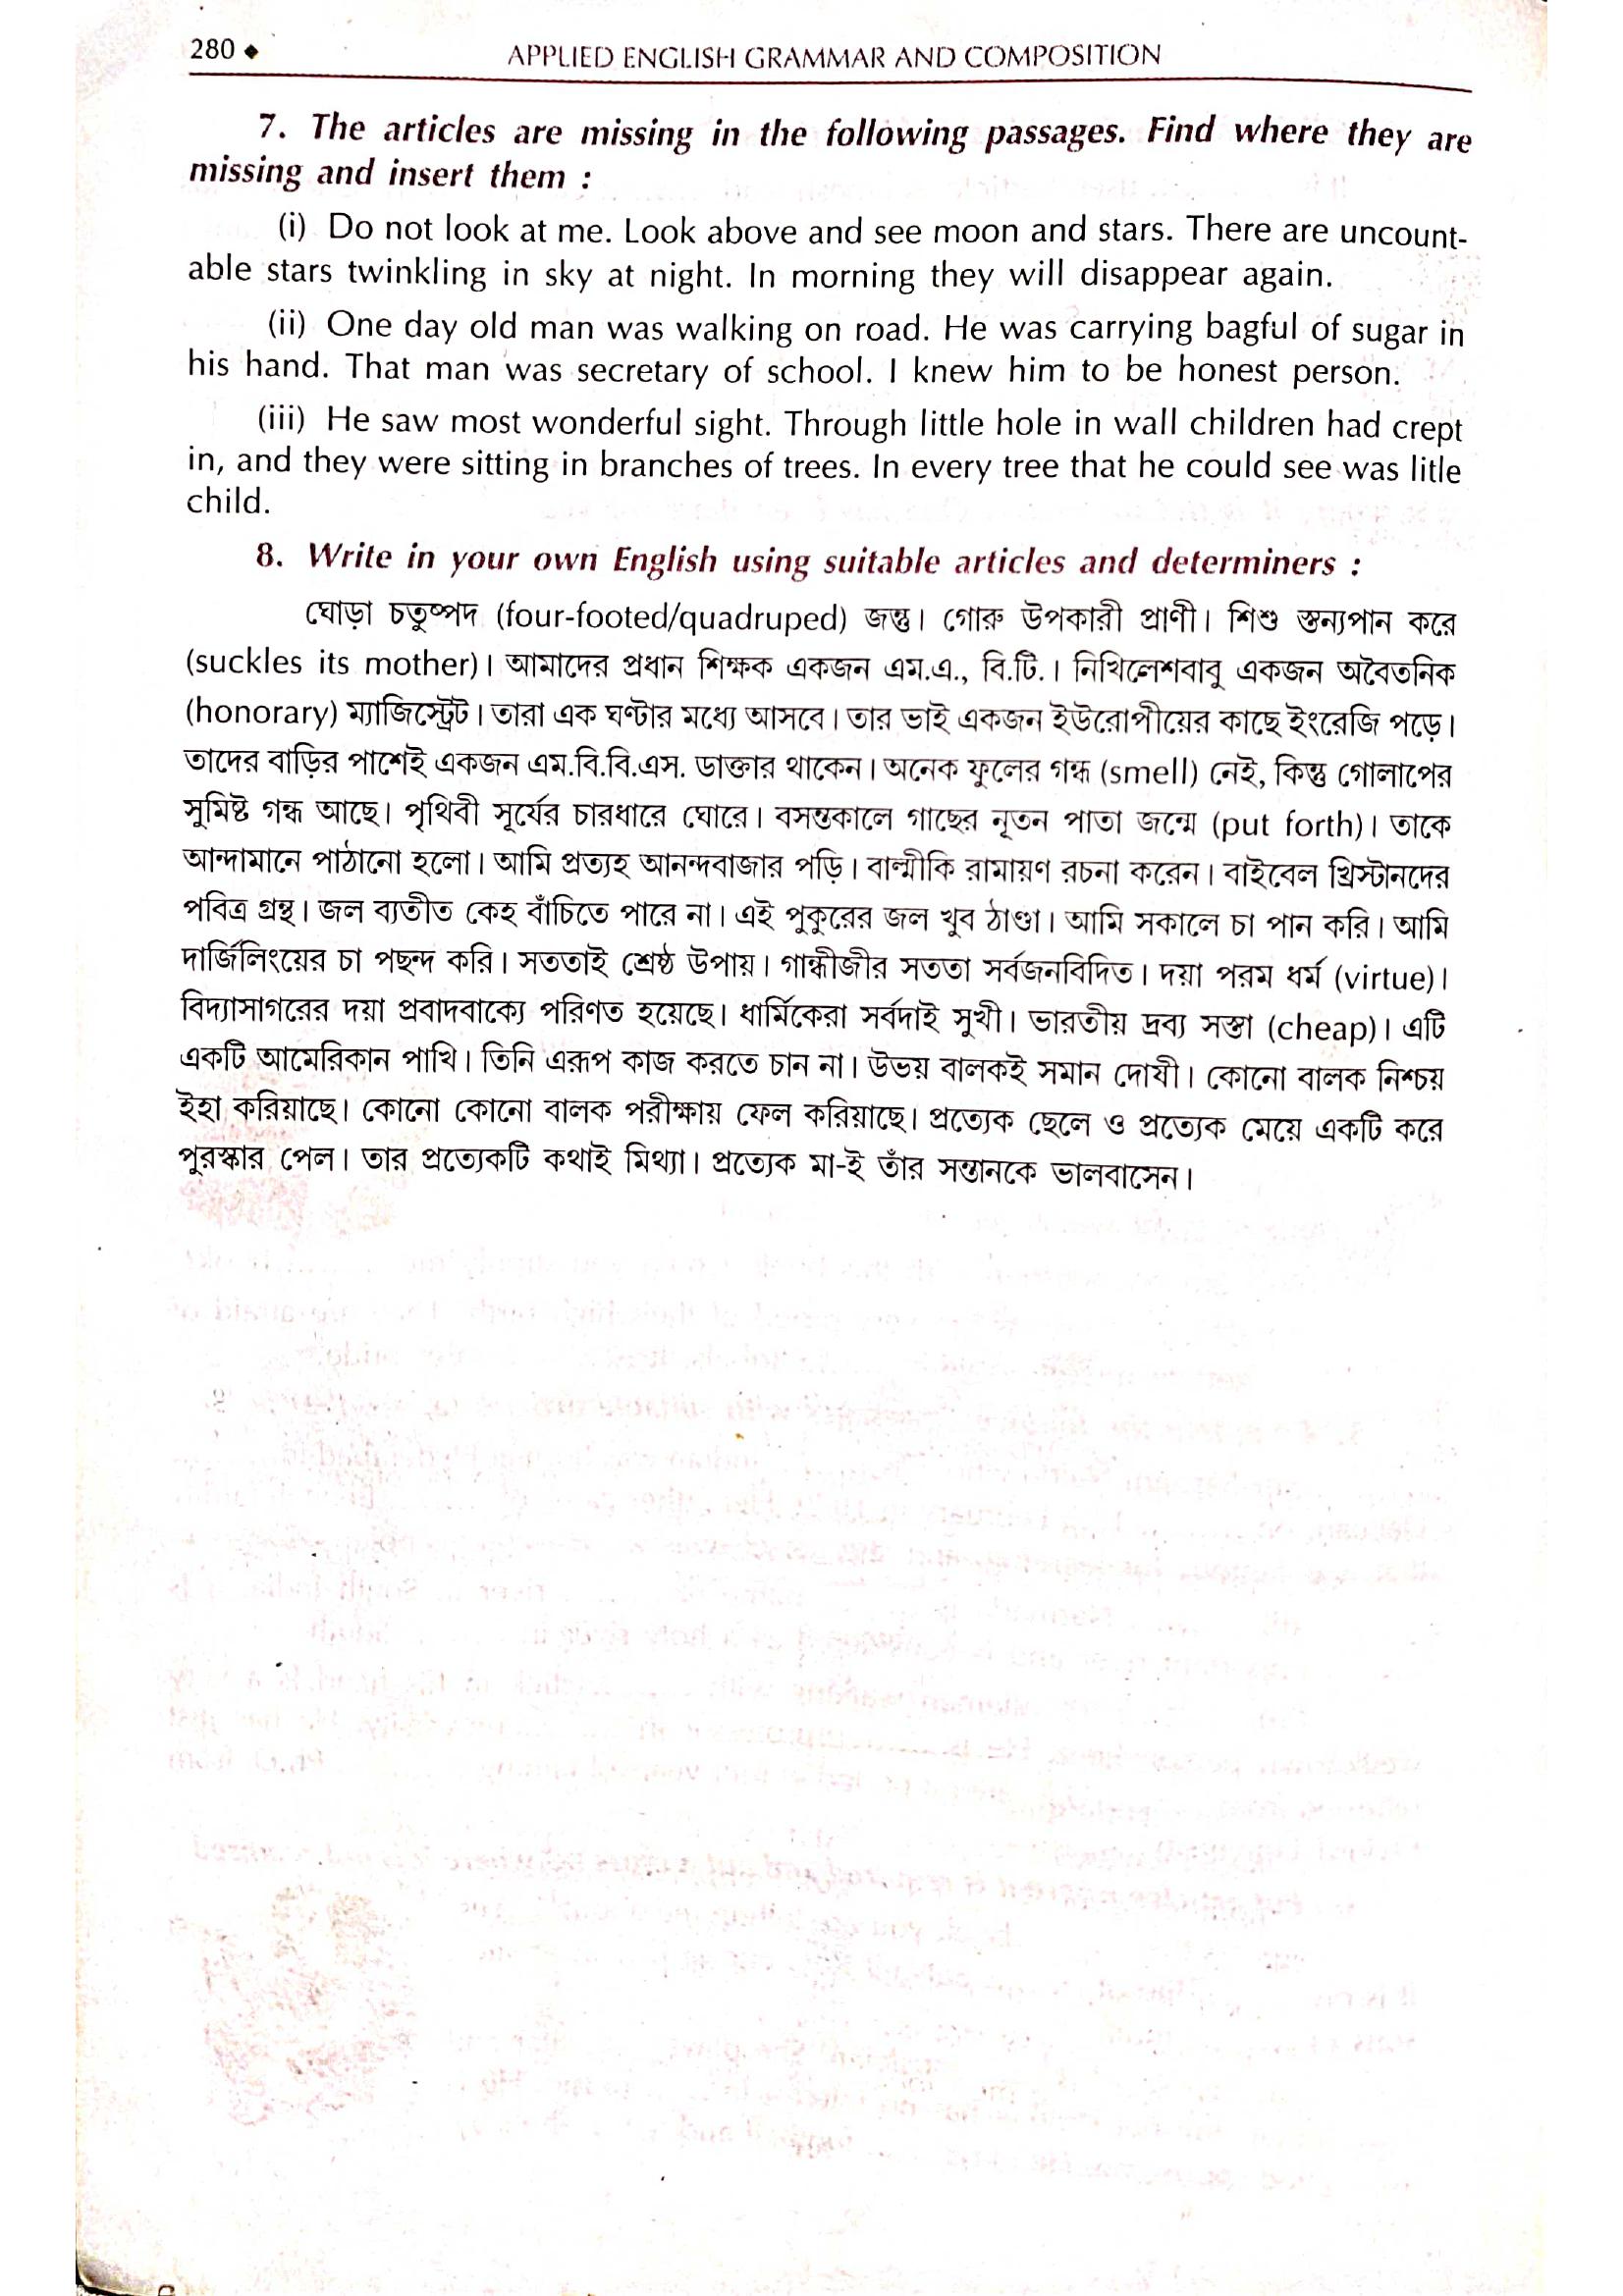 280 ◆ APPLIED ENGLISH GRAMMAR AND COMPOSITION
7. The articles are missing in the following passages. Find where they are
missing and insert them :
(i) Do not look at me. Look above and see moon and stars. There are uncount-
able stars twinkling in sky at night. In morning they will disappear again.
(ii) One day old man was walking on road. He was carrying bagful of sugar in
his hand. That man was secretary of school. I knew him to be honest person.
(iii) He saw most wonderful sight. Through little hole in wall children had crept
in, and they were sitting in branches of trees. In every tree that he could see was litle
child.
8. Write in your own English using suitable articles and determiners :
ঘোড়া চতুষ্পদ (four-footed/quadruped) জন্তু। গোরু উপকারী প্রাণী। শিশু স্তন্যপান করে
(suckles its mother)। আমাদের প্রধান শিক্ষক একজন এম.এ., বি.টি.। নিখিলেশবাবু একজন অবৈতনিক
(honorary) ম্যাজিস্ট্রেট। তারা এক ঘণ্টার মধ্যে আসবে। তার ভাই একজন ইউরোপীয়ের কাছে ইংরেজি পড়ে।
তাদের বাড়ির পাশেই একজন এম.বি.বি.এস. ডাক্তার থাকেন। অনেক ফুলের গন্ধ (smell) নেই, কিন্তু গোলাপের
সুমিষ্ট গন্ধ আছে। পৃথিবী সূর্যের চারধারে ঘোরে। বসন্তকালে গাছের নূতন পাতা জন্মে (put forth)। তাকে
আন্দামানে পাঠানো হলো। আমি প্রত্যহ আনন্দবাজার পড়ি। বাল্মীকি রামায়ণ রচনা করেন। বাইবেল খ্রিস্টানদের
পবিত্র গ্রন্থ। জল ব্যতীত কেহ বাঁচিতে পারে না। এই পুকুরের জল খুব ঠাণ্ডা। আমি সকালে চা পান করি। আমি
দার্জিলিংয়ের চা পছন্দ করি। সততাই শ্রেষ্ঠ উপায়। গান্ধীজীর সততা সর্বজনবিদিত। দয়া পরম ধর্ম (virtue)।
বিদ্যাসাগরের দয়া প্রবাদবাক্যে পরিণত হয়েছে। ধার্মিকেরা সর্বদাই সুখী। ভারতীয় দ্রব্য সস্তা (cheap)। এটি
একটি আমেরিকান পাখি। তিনি এরূপ কাজ করতে চান না। উভয় বালকই সমান দোষী। কোনো বালক নিশ্চয়
ইহা করিয়াছে। কোনো কোনো বালক পরীক্ষায় ফেল করিয়াছে। প্রত্যেক ছেলে ও প্রত্যেক মেয়ে একটি করে
পুরস্কার পেল। তার প্রত্যেকটি কথাই মিথ্যা। প্রত্যেক মা-ই তাঁর সন্তানকে ভালবাসেন।